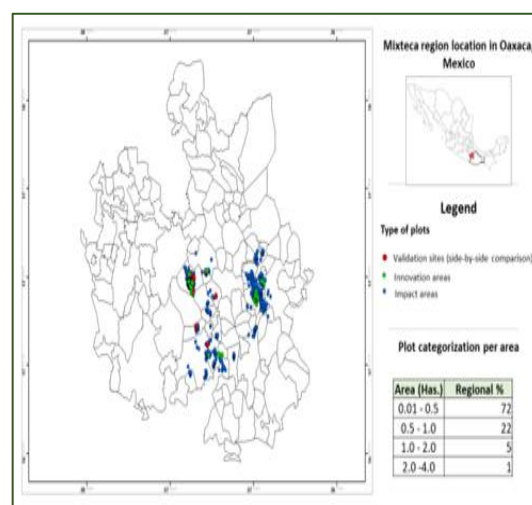 Mixteca region location in Oaxaca,
Mexico
Legend
Type of plots
Validation sites (side-by-side comparison)
Innovation areas
Impact areas
Plot categorization per area
Area (Has.) Regional %
0.01 - 0.5 72
0.5 - 1.0 22
1.0 - 2.0 5
2.0 -4.0 1